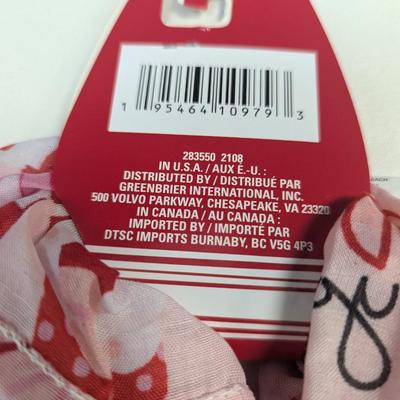 1 95464 10979 3
283550 2108
IN U.S.A. / AUX É.-U. :
DISTRIBUTED BY / DISTRIBUÉ PAR
GREENBRIER INTERNATIONAL, INC.
500 VOLVO PARKWAY, CHESAPEAKE, VA 23320
IN CANADA / AU CANADA :
IMPORTED BY / IMPORTÉ PAR
DTSC IMPORTS BURNABY, BC V5G 4P3
EACH